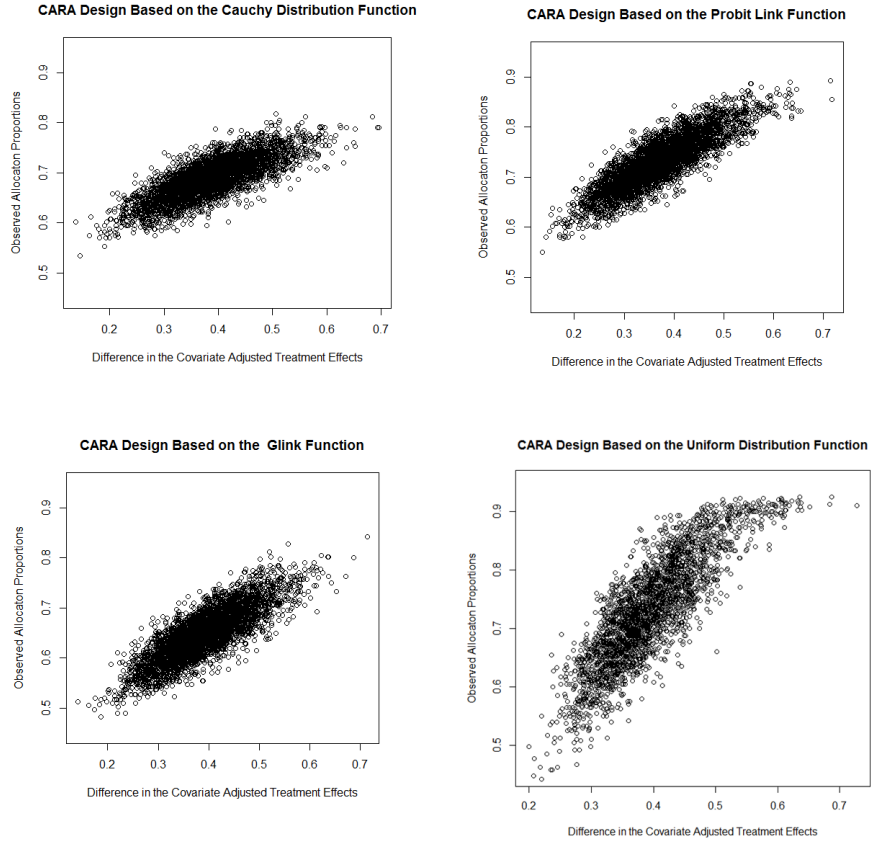 CARA Design Based on the Cauchy Distribution Function
Observed Allocaton Proportions
0.9
0.8
0.7
0.6
0.5
0.2 0.3 0.4 0.5 0.6 0.7
Difference in the Covariate Adjusted Treatment Effects
CARA Design Based on the Probit Link Function
Observed Allocaton Proportions
0.9
0.8
0.7
0.6
0.5
0.2 0.3 0.4 0.5 0.6 0.7
Difference in the Covariate Adjusted Treatment Effects
CARA Design Based on the Glink Function
Observed Allocaton Proportions
0.9
0.8
0.7
0.6
0.5
0.2 0.3 0.4 0.5 0.6 0.7
Difference in the Covariate Adjusted Treatment Effects
CARA Design Based on the Uniform Distribution Function
Observed Allocaton Proportions
0.9
0.8
0.7
0.6
0.5
0.2 0.3 0.4 0.5 0.6 0.7
Difference in the Covariate Adjusted Treatment Effects